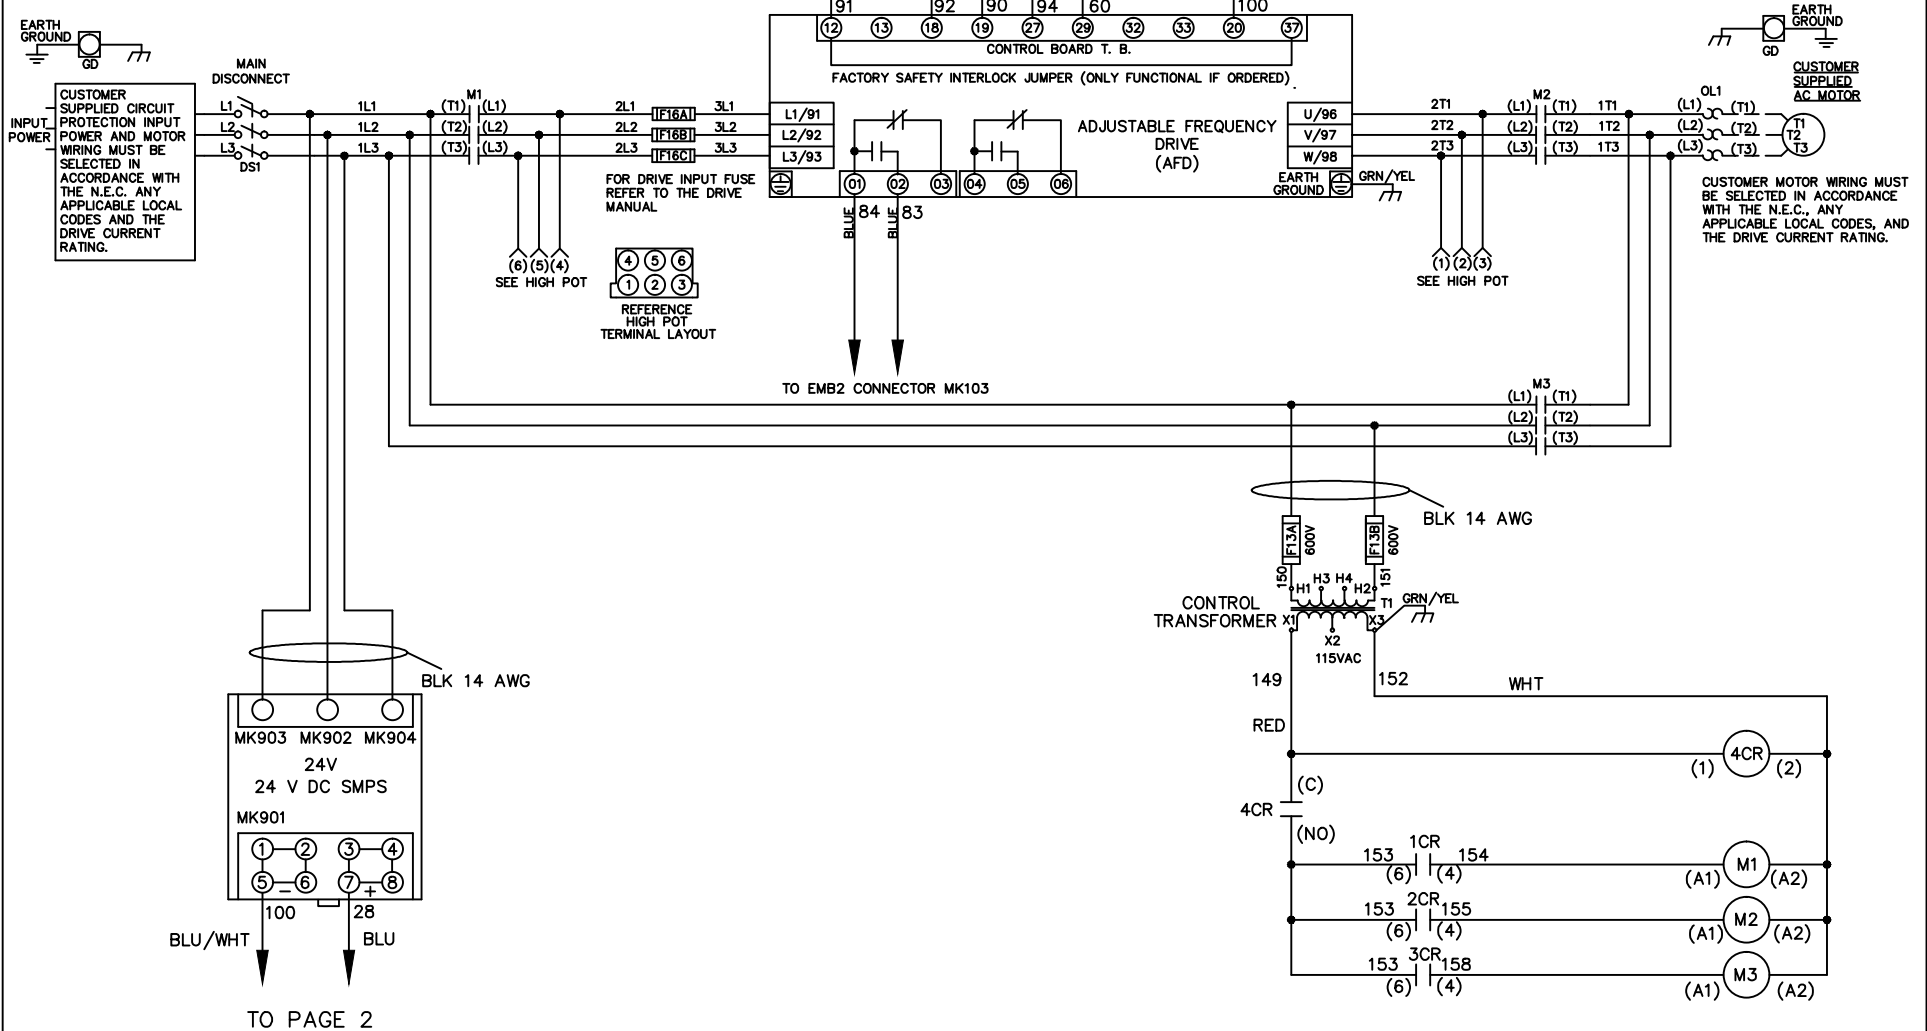 91
92
90
94
60
100
12
13
18
19
27
29
32
33
20
37
CONTROL BOARD T. B.
FACTORY SAFETY INTERLOCK JUMPER (ONLY FUNCTIONAL IF ORDERED)
EARTH
GROUND
GD
MAIN
DISCONNECT
INPUT
POWER
CUSTOMER
SUPPLIED CIRCUIT
PROTECTION INPUT
POWER AND MOTOR
WIRING MUST BE
SELECTED IN
ACCORDANCE WITH
THE N.E.C. ANY
APPLICABLE LOCAL
CODES AND THE
DRIVE CURRENT
RATING.
L1
L2
L3
DS1
1L1
1L2
1L3
M1
(T1) (L1)
(T2) (L2)
(T3) (L3)
2L1 F16A 3L1
2L2 F16B 3L2
2L3 F16C 3L3
FOR DRIVE INPUT FUSE
REFER TO THE DRIVE
MANUAL
L1/91
L2/92
L3/93
01
02
03
04
05
06
ADJUSTABLE FREQUENCY
DRIVE
(AFD)
U/96
V/97
W/98
EARTH
GROUND
GRN/YEL
2T1
2T2
2T3
M2
(L1) (T1)
(L2) (T2)
(L3) (T3)
1T1
1T2
1T3
OL1
(L1) (T1)
(L2) (T2)
(L3) (T3)
T1
T2
T3
EARTH
GROUND
GD
CUSTOMER
SUPPLIED
AC MOTOR
CUSTOMER MOTOR WIRING MUST
BE SELECTED IN ACCORDANCE
WITH THE N.E.C., ANY
APPLICABLE LOCAL CODES, AND
THE DRIVE CURRENT RATING.
(6) (5) (4)
SEE HIGH POT
4 5 6
1 2 3
REFERENCE
HIGH POT
TERMINAL LAYOUT
BLUE 84
BLUE 83
TO EMB2 CONNECTOR MK103
(1) (2) (3)
SEE HIGH POT
M3
(L1) (T1)
(L2) (T2)
(L3) (T3)
BLK 14 AWG
F13A
600V
F13B
600V
150
151
H1 H3 H4 H2
T1
GRN/YEL
CONTROL
TRANSFORMER
X1
X2
X3
115VAC
149
152
WHT
RED
4CR
(1) (2)
(C)
4CR
(NO)
1CR
153 154
(6) (4)
M1
(A1) (A2)
2CR
153 155
(6) (4)
M2
(A1) (A2)
3CR
153 158
(6) (4)
M3
(A1) (A2)
BLK 14 AWG
MK903 MK902 MK904
24V
24 V DC SMPS
MK901
1 2 3 4
5 6 7 8
– +
100
28
BLU/WHT
BLU
TO PAGE 2